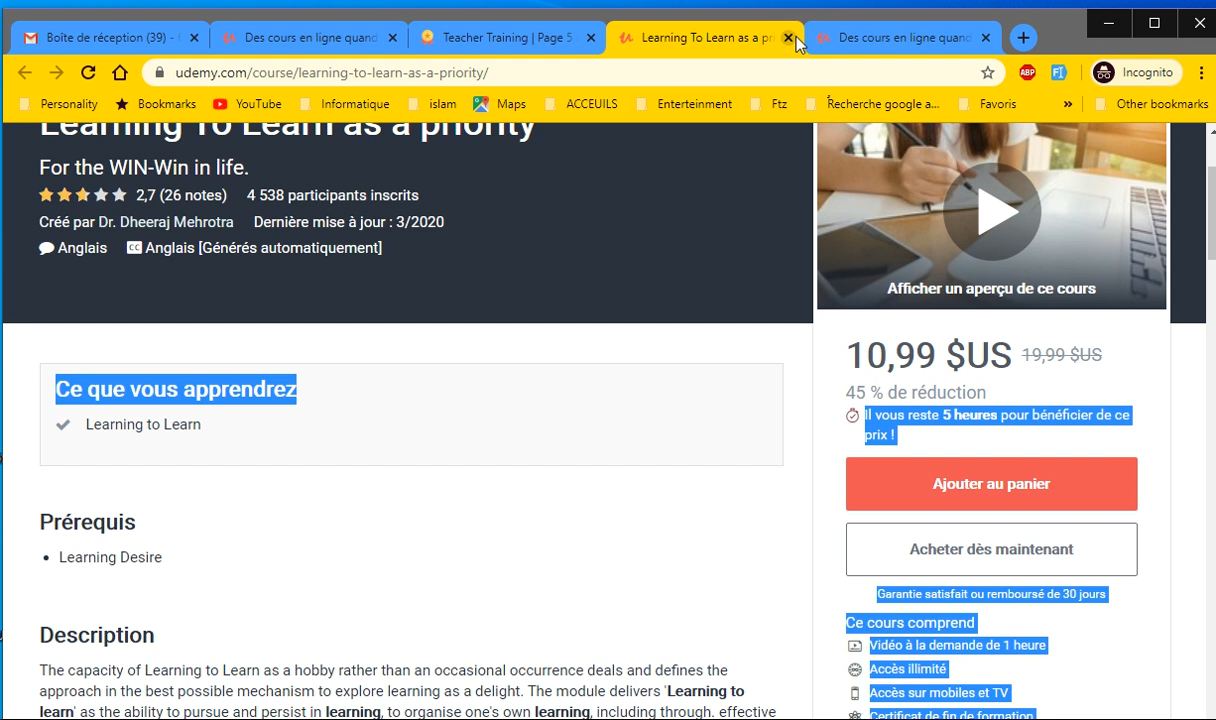 Boîte de réception (39) -
Des cours en ligne quand
Teacher Training | Page 5
Learning To Learn as a pri
Des cours en ligne quand
udemy.com/course/learning-to-learn-as-a-priority/
ABP
Incognito
Personality
Bookmarks
YouTube
Informatique
islam
Maps
ACCEUILS
Enterteinment
Ftz
Recherche google a...
Favoris
»
Other bookmarks
Learning To Learn as a priority
For the WIN-Win in life.
2,7 (26 notes) 4 538 participants inscrits
Créé par Dr. Dheeraj Mehrotra Dernière mise à jour : 3/2020
Anglais CC Anglais [Générés automatiquement]
Afficher un aperçu de ce cours
10,99 $US 19,99 $US
45 % de réduction
Il vous reste 5 heures pour bénéficier de ce
prix !
Ajouter au panier
Acheter dès maintenant
Garantie satisfait ou remboursé de 30 jours
Ce cours comprend
Vidéo à la demande de 1 heure
Accès illimité
Accès sur mobiles et TV
Certificat de fin de formation
Ce que vous apprendrez
Learning to Learn
Prérequis
• Learning Desire
Description
The capacity of Learning to Learn as a hobby rather than an occasional occurrence deals and defines the
approach in the best possible mechanism to explore learning as a delight. The module delivers 'Learning to
learn' as the ability to pursue and persist in learning, to organise one's own learning, including through. effective